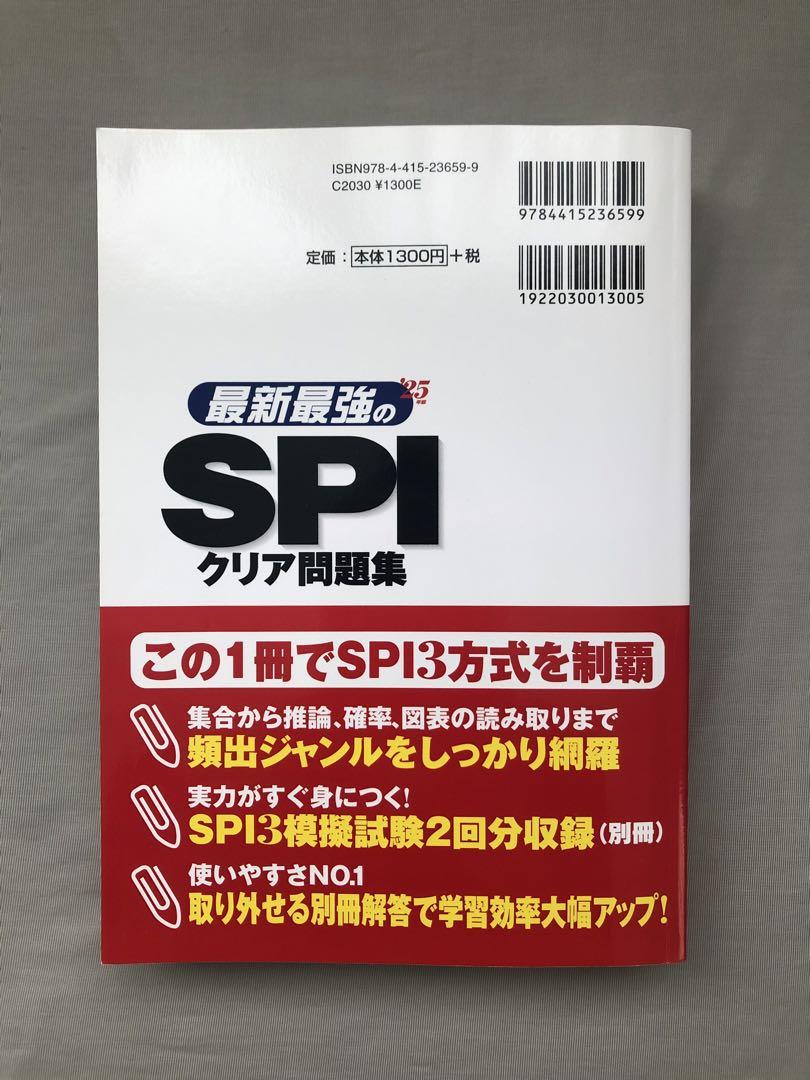 ISBN978-4-415-23659-9
C2030 ¥1300E
9784415236599
定価：本体1300円+税
1922030013005
最新最強の '25年版
SPI
クリア問題集
この1冊でSPI3方式を制覇
集合から推論、確率、図表の読み取りまで
頻出ジャンルをしっかり網羅
実力がすぐ身につく!
SPI3模擬試験2回分収録(別冊)
使いやすさNO.1
取り外せる別冊解答で学習効率大幅アップ!